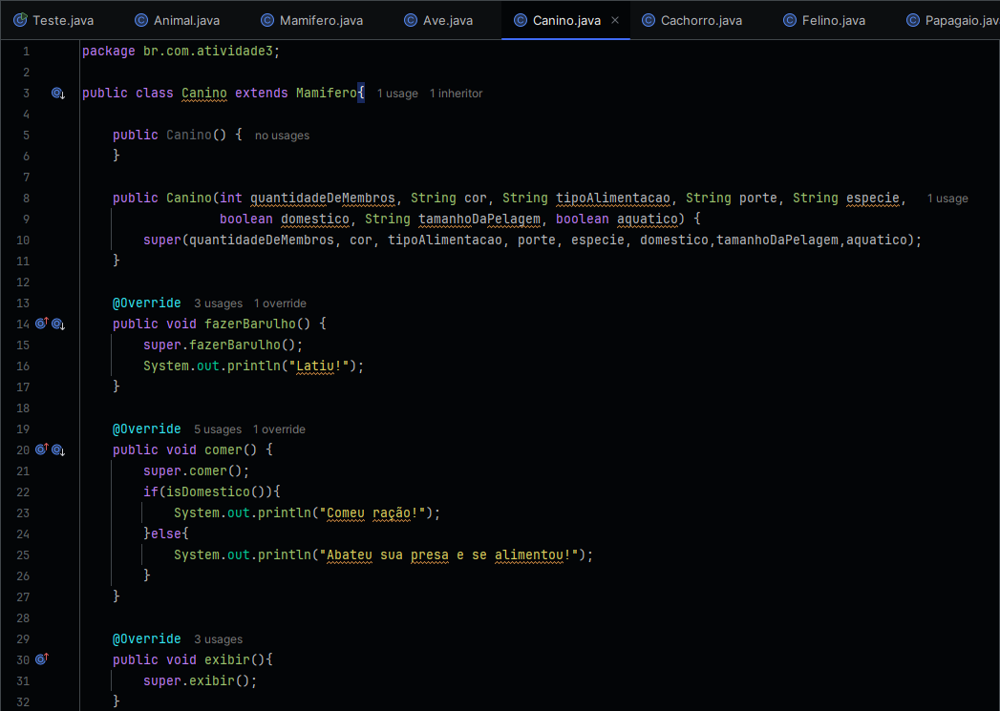 Teste.java Animal.java Mamifero.java Ave.java Canino.java × Cachorro.java Felino.java Papagaio.jav
1 package br.com.atividade3;
2
3 public class Canino extends Mamifero{ 1 usage 1 inheritor
4
5 public Canino() { no usages
6 }
7
8 public Canino(int quantidadeDeMembros, String cor, String tipoAlimentacao, String porte, String especie, 1 usage
9 boolean domestico, String tamanhoDaPelagem, boolean aquatico) {
10 super(quantidadeDeMembros, cor, tipoAlimentacao, porte, especie, domestico,tamanhoDaPelagem,aquatico);
11 }
12
13 @Override 3 usages 1 override
14 public void fazerBarulho() {
15 super.fazerBarulho();
16 System.out.println("Latiu!");
17 }
18
19 @Override 5 usages 1 override
20 public void comer() {
21 super.comer();
22 if(isDomestico()){
23 System.out.println("Comeu ração!");
24 }else{
25 System.out.println("Abateu sua presa e se alimentou!");
26 }
27 }
28
29 @Override 3 usages
30 public void exibir(){
31 super.exibir();
32 }